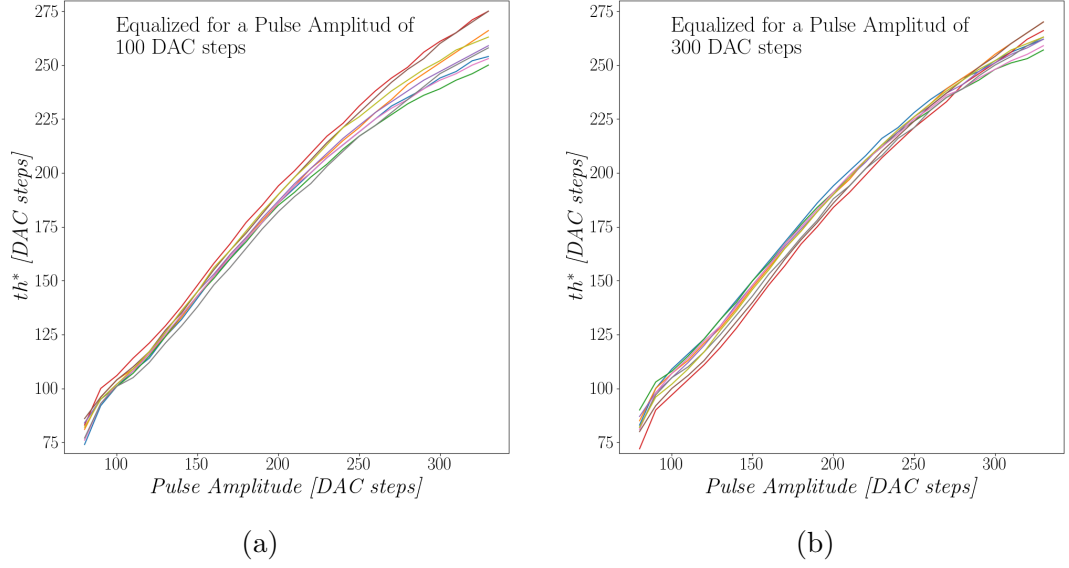 Equalized for a Pulse Amplitud of
100 DAC steps
275
250
225
200
175
150
125
100
75
th* [DAC steps]
100 150 200 250 300
Pulse Amplitude [DAC steps]
(a)
Equalized for a Pulse Amplitud of
300 DAC steps
275
250
225
200
175
150
125
100
75
th* [DAC steps]
100 150 200 250 300
Pulse Amplitude [DAC steps]
(b)